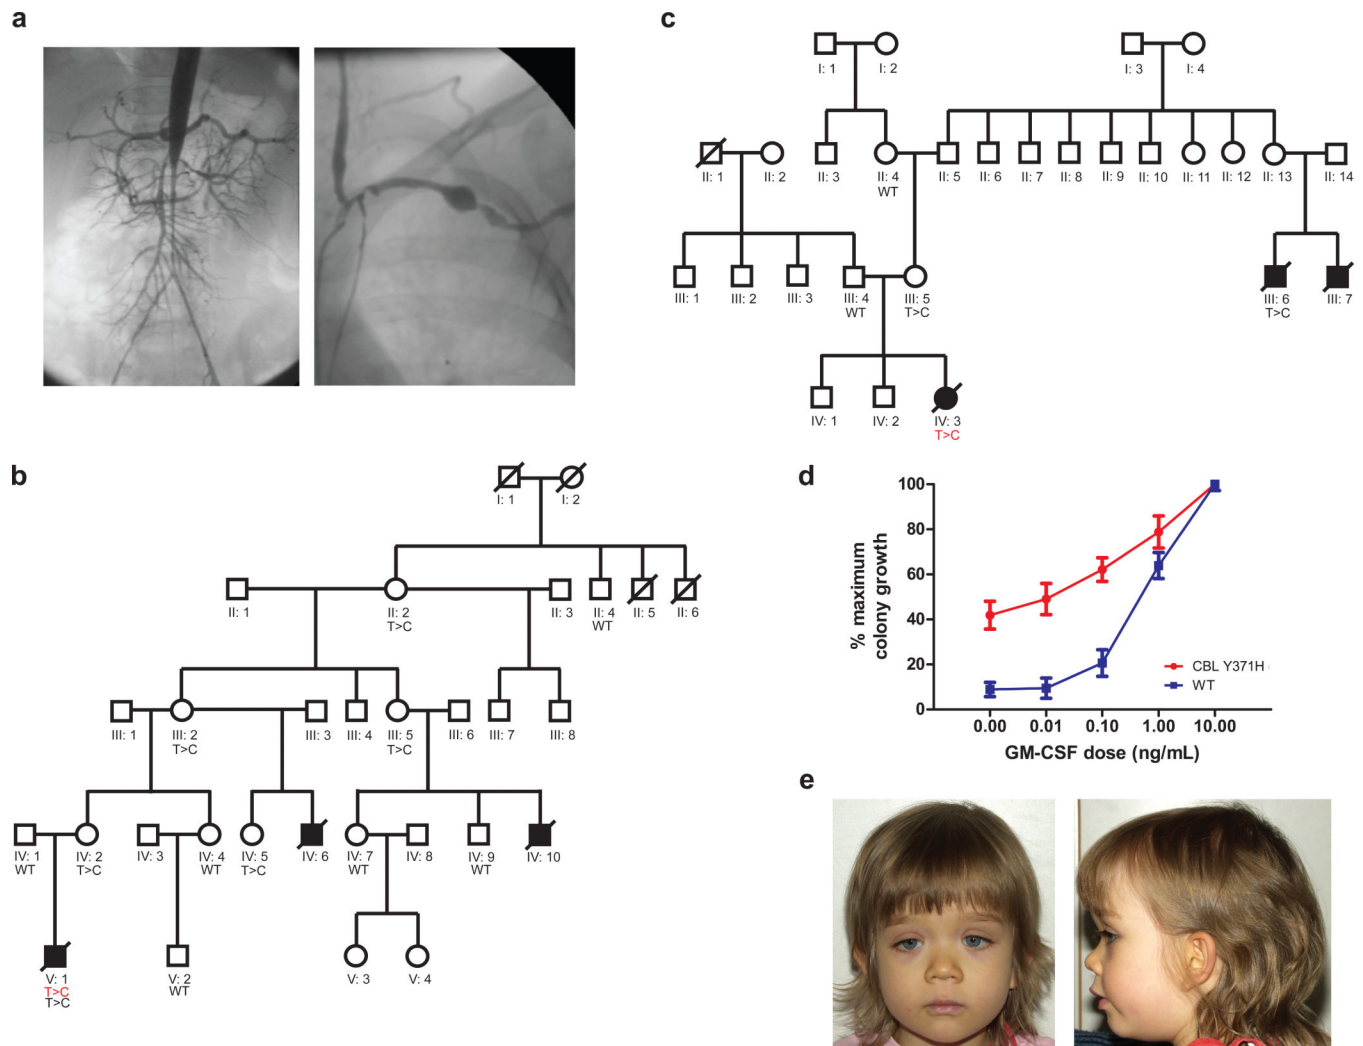 a
c
I: 1
I: 2
I: 3
I: 4
II: 1
II: 2
II: 3
II: 4
WT
II: 5
II: 6
II: 7
II: 8
II: 9
II: 10
II: 11
II: 12
II: 13
II: 14
III: 1
III: 2
III: 3
III: 4
WT
III: 5
T>C
III: 6
T>C
III: 7
IV: 1
IV: 2
IV: 3
T>C
b
I: 1
I: 2
II: 1
II: 2
T>C
II: 3
II: 4
WT
II: 5
II: 6
III: 1
III: 2
T>C
III: 3
III: 4
III: 5
T>C
III: 6
III: 7
III: 8
IV: 1
WT
IV: 2
T>C
IV: 3
IV: 4
WT
IV: 5
T>C
IV: 6
IV: 7
WT
IV: 8
IV: 9
WT
IV: 10
V: 1
T>C
T>C
V: 2
WT
V: 3
V: 4
d
% maximum
colony growth
100
80
60
40
20
0
CBL Y371H
WT
0.00
0.01
0.10
1.00
10.00
GM-CSF dose (ng/mL)
e